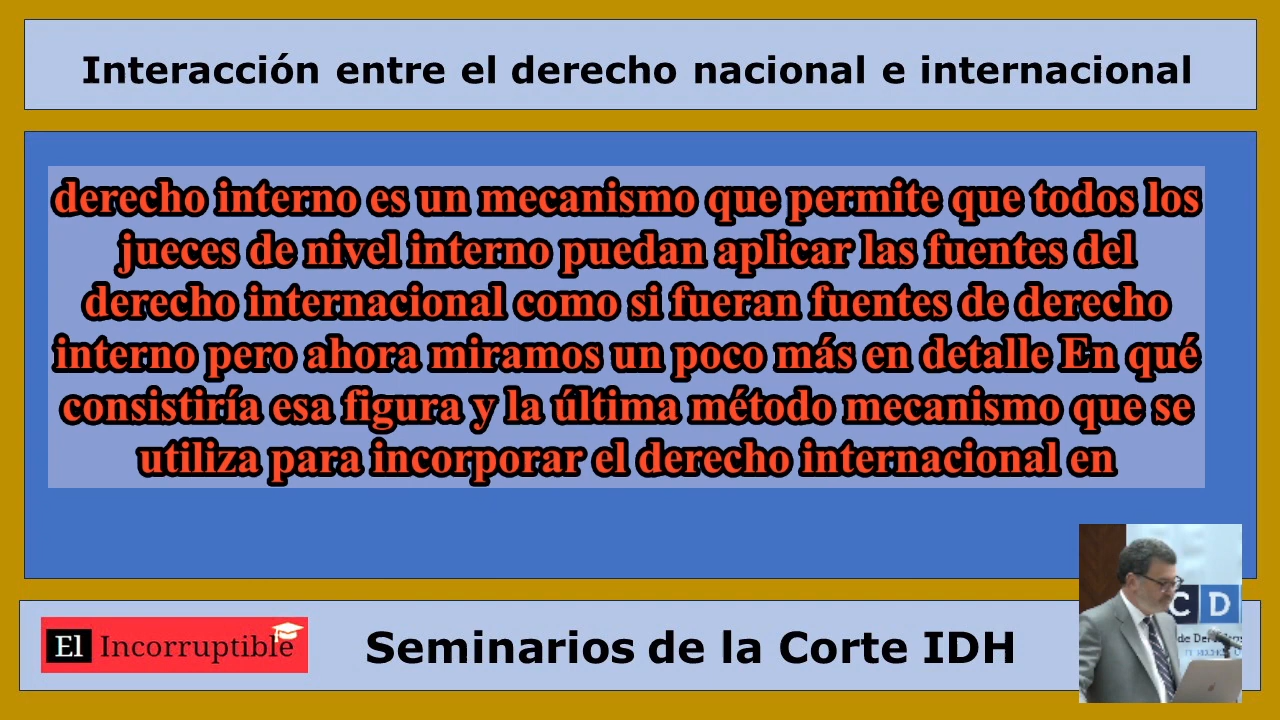 Interacción entre el derecho nacional e internacional
derecho interno es un mecanismo que permite que todos los
jueces de nivel interno puedan aplicar las fuentes del
derecho internacional como si fueran fuentes de derecho
interno pero ahora miramos un poco más en detalle En qué
consistiría esa figura y la última método mecanismo que se
utiliza para incorporar el derecho internacional en
El Incorruptible
Seminarios de la Corte IDH
C D